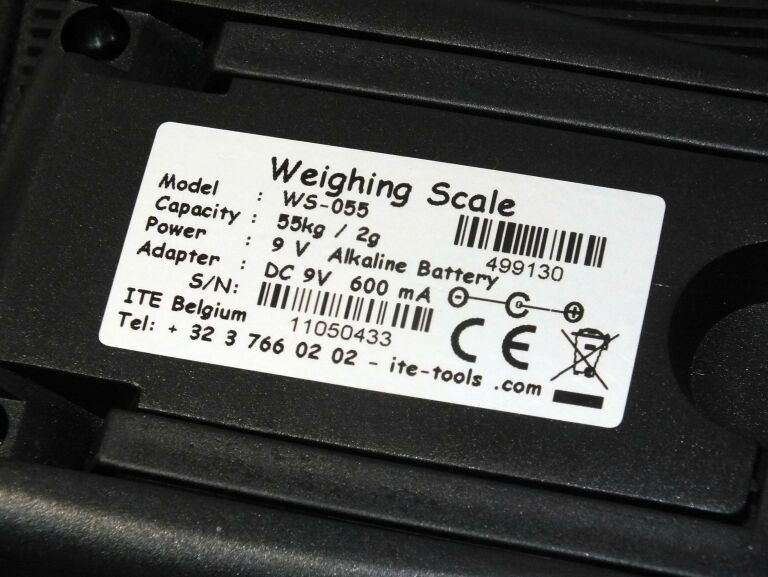 Weighing Scale
Model : WS-055
Capacity : 55kg / 2g
Power : 9 V Alkaline Battery
499130
Adapter : DC 9V 600 mA
S/N:
11050433
ITE Belgium
Tel: + 32 3 766 02 02 - ite-tools .com
CE